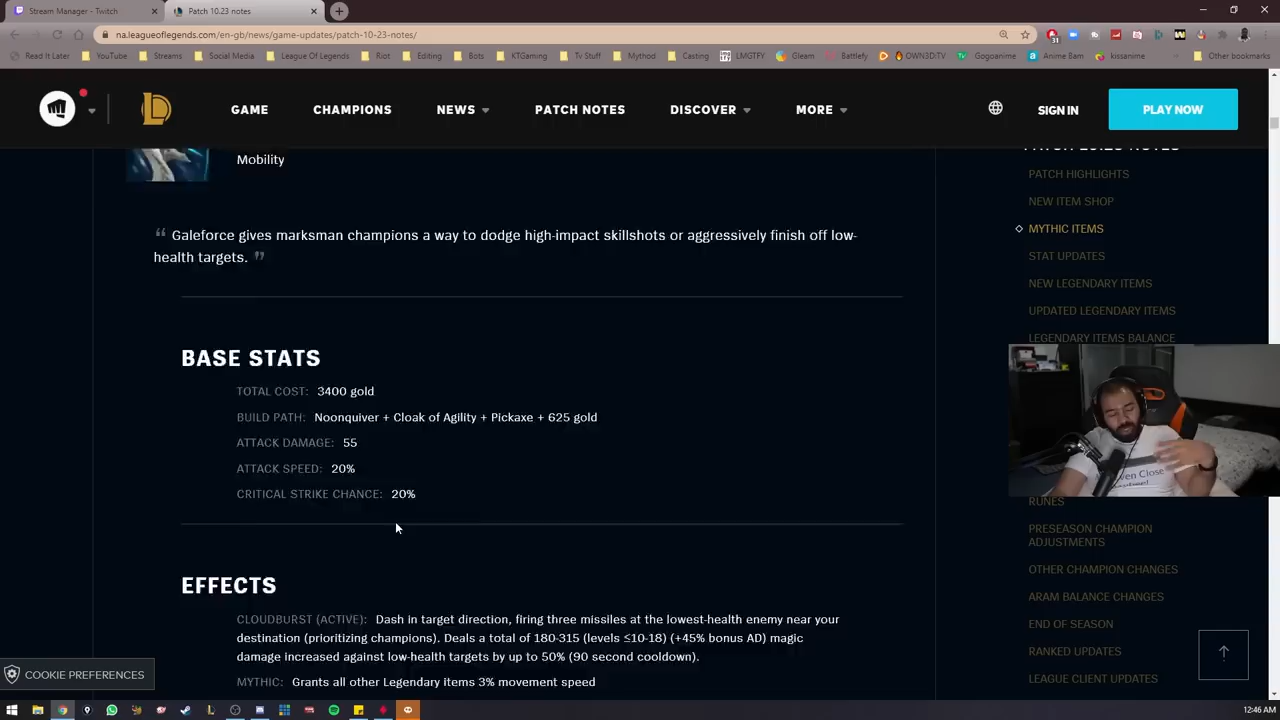 Stream Manager - Twitch
Patch 10.23 notes
na.leagueoflegends.com/en-gb/news/game-updates/patch-10-23-notes/
31
Read It Later
YouTube
Streams
Social Media
League Of Legends
Riot
Editing
Bots
KTGaming
Tv Stuff
Mythod
Casting
LMGTFY
Gleam
Battlefy
OWN3D.TV
Gogoanime
Anime Bam
kissanime
Other bookmarks
GAME
CHAMPIONS
NEWS
PATCH NOTES
DISCOVER
MORE
SIGN IN
PLAY NOW
Mobility
“ Galeforce gives marksman champions a way to dodge high-impact skillshots or aggressively finish off low-
health targets. ”
BASE STATS
TOTAL COST: 3400 gold
BUILD PATH: Noonquiver + Cloak of Agility + Pickaxe + 625 gold
ATTACK DAMAGE: 55
ATTACK SPEED: 20%
CRITICAL STRIKE CHANCE: 20%
EFFECTS
CLOUDBURST (ACTIVE): Dash in target direction, firing three missiles at the lowest-health enemy near your
destination (prioritizing champions). Deals a total of 180-315 (levels ≤10-18) (+45% bonus AD) magic
damage increased against low-health targets by up to 50% (90 second cooldown).
MYTHIC: Grants all other Legendary items 3% movement speed
PATCH 10.23 NOTES
PATCH HIGHLIGHTS
NEW ITEM SHOP
MYTHIC ITEMS
STAT UPDATES
NEW LEGENDARY ITEMS
UPDATED LEGENDARY ITEMS
LEGENDARY ITEMS BALANCE
RUNES
PRESEASON CHAMPION
ADJUSTMENTS
OTHER CHAMPION CHANGES
ARAM BALANCE CHANGES
END OF SEASON
RANKED UPDATES
LEAGUE CLIENT UPDATES
COOKIE PREFERENCES
12:46 AM